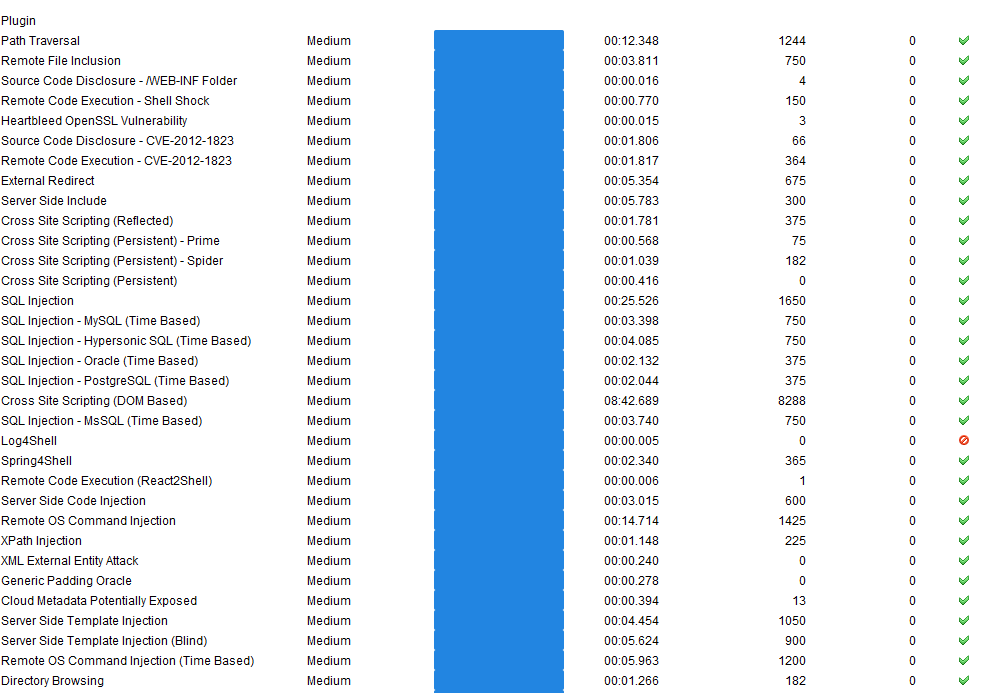 Plugin
Path Traversal Medium 00:12.348 1244 0
Remote File Inclusion Medium 00:03.811 750 0
Source Code Disclosure - /WEB-INF Folder Medium 00:00.016 4 0
Remote Code Execution - Shell Shock Medium 00:00.770 150 0
Heartbleed OpenSSL Vulnerability Medium 00:00.015 3 0
Source Code Disclosure - CVE-2012-1823 Medium 00:01.806 66 0
Remote Code Execution - CVE-2012-1823 Medium 00:01.817 364 0
External Redirect Medium 00:05.354 675 0
Server Side Include Medium 00:05.783 300 0
Cross Site Scripting (Reflected) Medium 00:01.781 375 0
Cross Site Scripting (Persistent) - Prime Medium 00:00.568 75 0
Cross Site Scripting (Persistent) - Spider Medium 00:01.039 182 0
Cross Site Scripting (Persistent) Medium 00:00.416 0 0
SQL Injection Medium 00:25.526 1650 0
SQL Injection - MySQL (Time Based) Medium 00:03.398 750 0
SQL Injection - Hypersonic SQL (Time Based) Medium 00:04.085 750 0
SQL Injection - Oracle (Time Based) Medium 00:02.132 375 0
SQL Injection - PostgreSQL (Time Based) Medium 00:02.044 375 0
Cross Site Scripting (DOM Based) Medium 08:42.689 8288 0
SQL Injection - MsSQL (Time Based) Medium 00:03.740 750 0
Log4Shell Medium 00:00.005 0 0
Spring4Shell Medium 00:02.340 365 0
Remote Code Execution (React2Shell) Medium 00:00.006 1 0
Server Side Code Injection Medium 00:03.015 600 0
Remote OS Command Injection Medium 00:14.714 1425 0
XPath Injection Medium 00:01.148 225 0
XML External Entity Attack Medium 00:00.240 0 0
Generic Padding Oracle Medium 00:00.278 0 0
Cloud Metadata Potentially Exposed Medium 00:00.394 13 0
Server Side Template Injection Medium 00:04.454 1050 0
Server Side Template Injection (Blind) Medium 00:05.624 900 0
Remote OS Command Injection (Time Based) Medium 00:05.963 1200 0
Directory Browsing Medium 00:01.266 182 0